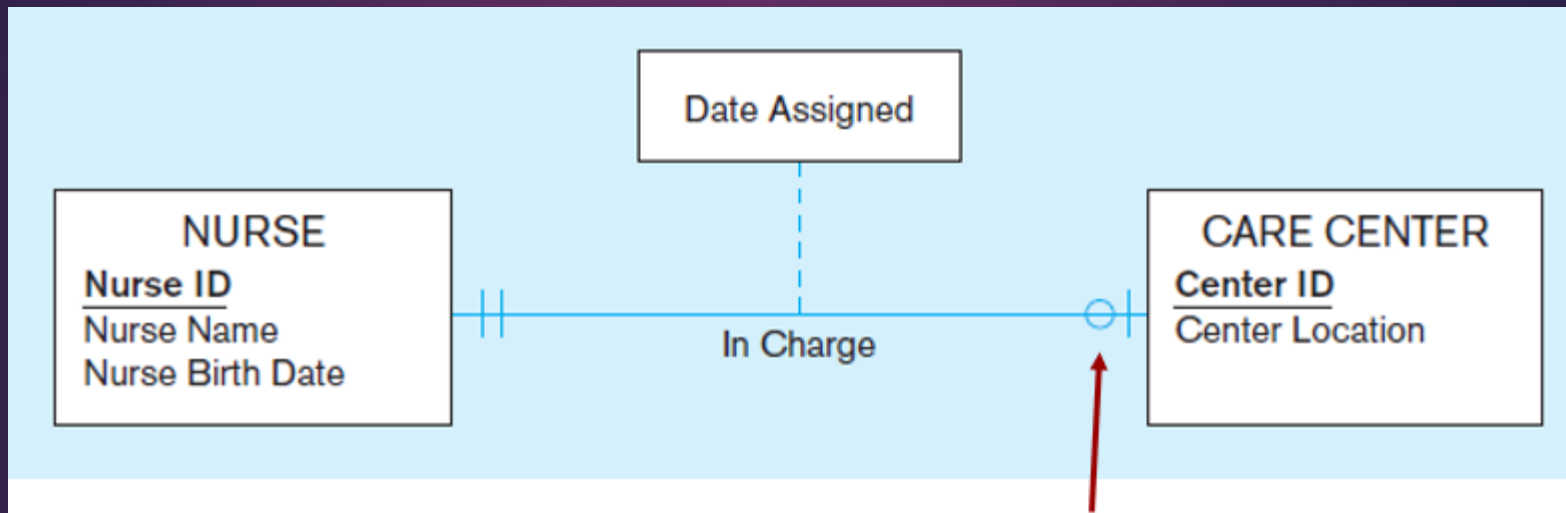 Date Assigned
NURSE
Nurse ID
Nurse Name
Nurse Birth Date
In Charge
CARE CENTER
Center ID
Center Location